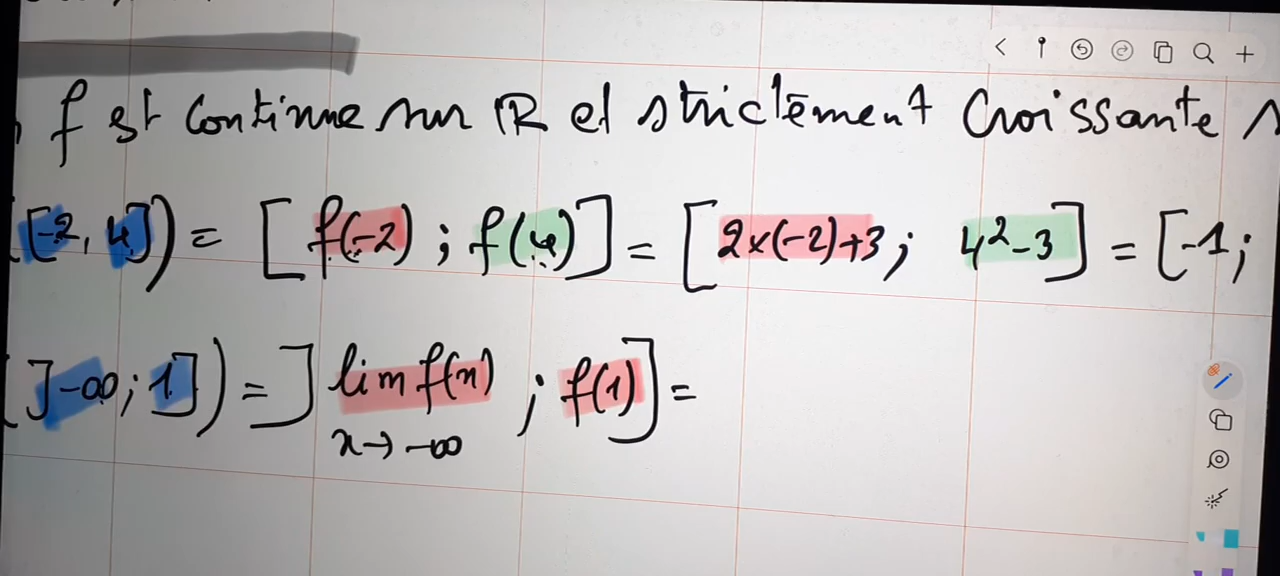 f est continue sur ℝ et strictement croissante
[-2, 4]) = [f(-2) ; f(4)] = [2×(-2)+3 ; 4²-3] = [-1;
(]-∞; 1]) = ] lim f(x) ; f(1)] =
x→-∞